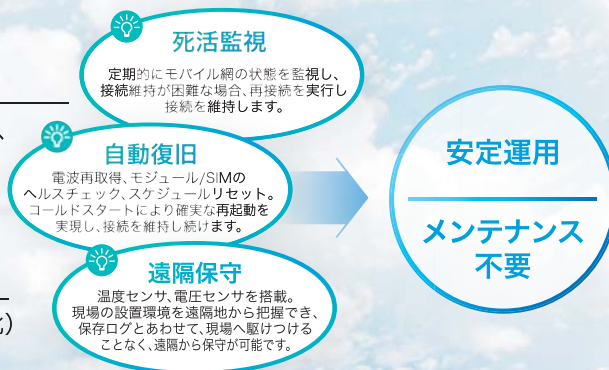 死活監視
定期的にモバイル網の状態を監視し、
接続維持が困難な場合、再接続を実行し
接続を維持します。
自動復旧
電波再取得、モジュール/SIMの
ヘルスチェック、スケジュールリセット。
コールドスタートにより確実な再起動を
実現し、接続を維持し続けます。
遠隔保守
温度センサ、電圧センサを搭載。
現場の設置環境を遠隔地から把握でき、
保存ログとあわせて、現場へ駆けつける
ことなく、遠隔から保守が可能です。
安定運用
メンテナンス
不要